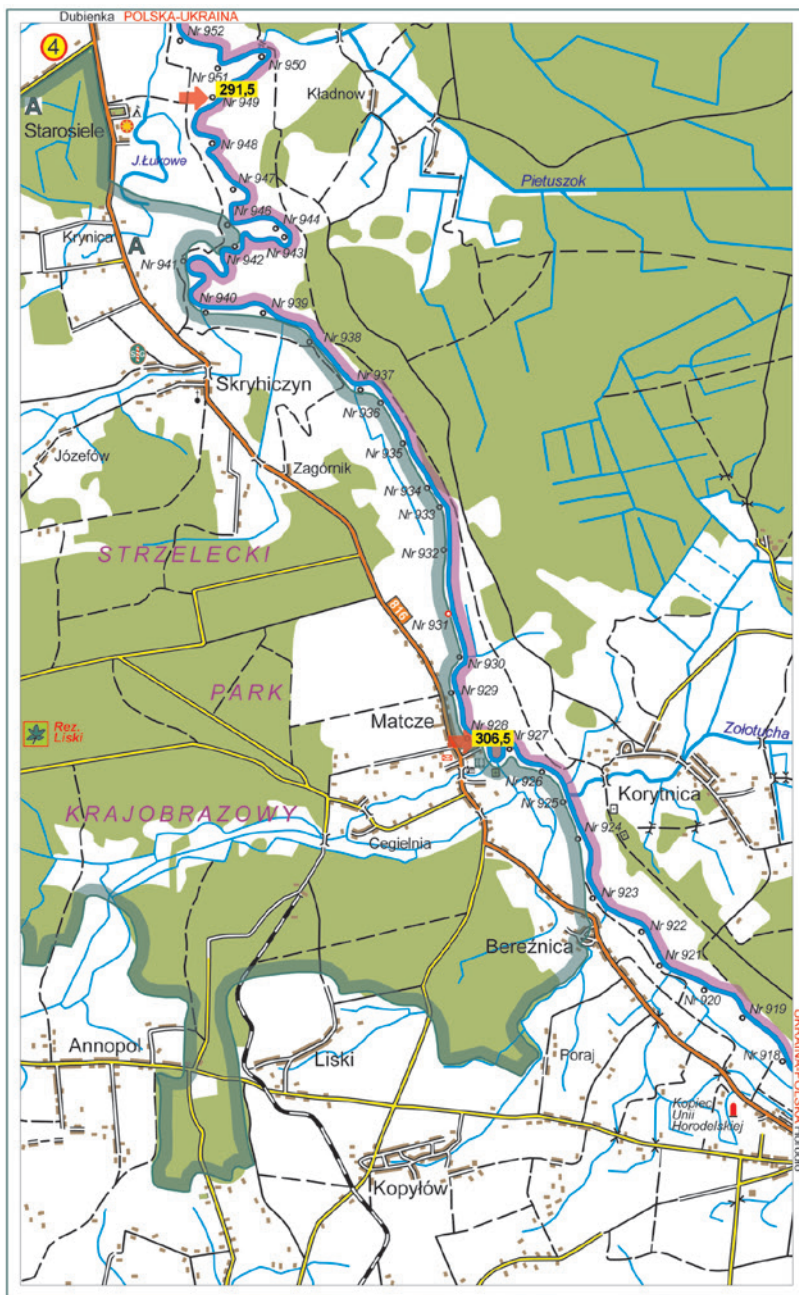 Dubienka POLSKA-UKRAINA
4
Nr 952
Nr 950
Nr 951
291,5
Nr 949
Kładnow
A
Starosiele
Nr 948
J.Łukowe
Nr 947
Pietuszok
Nr 946
Nr 944
Krynica
A
Nr 943
Nr 942
Nr 941
Nr 940
Nr 939
Nr 938
SzG
Skryhiczyn
Nr 937
Nr 936
Józefów
Nr 935
Zagórnik
Nr 934
Nr 933
STRZELECKI
Nr 932
816
Nr 931
Nr 930
PARK
Nr 929
Matcze
Nr 928
306,5
Nr 927
Rez.
Liski
Zołotucha
Nr 926
Korytnica
KRAJOBRAZOWY
Nr 925
Cegielnia
Nr 924
Nr 923
Nr 922
Bereżnica
Nr 921
Nr 920
Nr 919
Annopol
Liski
Poraj
Nr 918
UKRAINA-POLSKA
Kopiec
Unii
Horodelskiej
Kopyłów